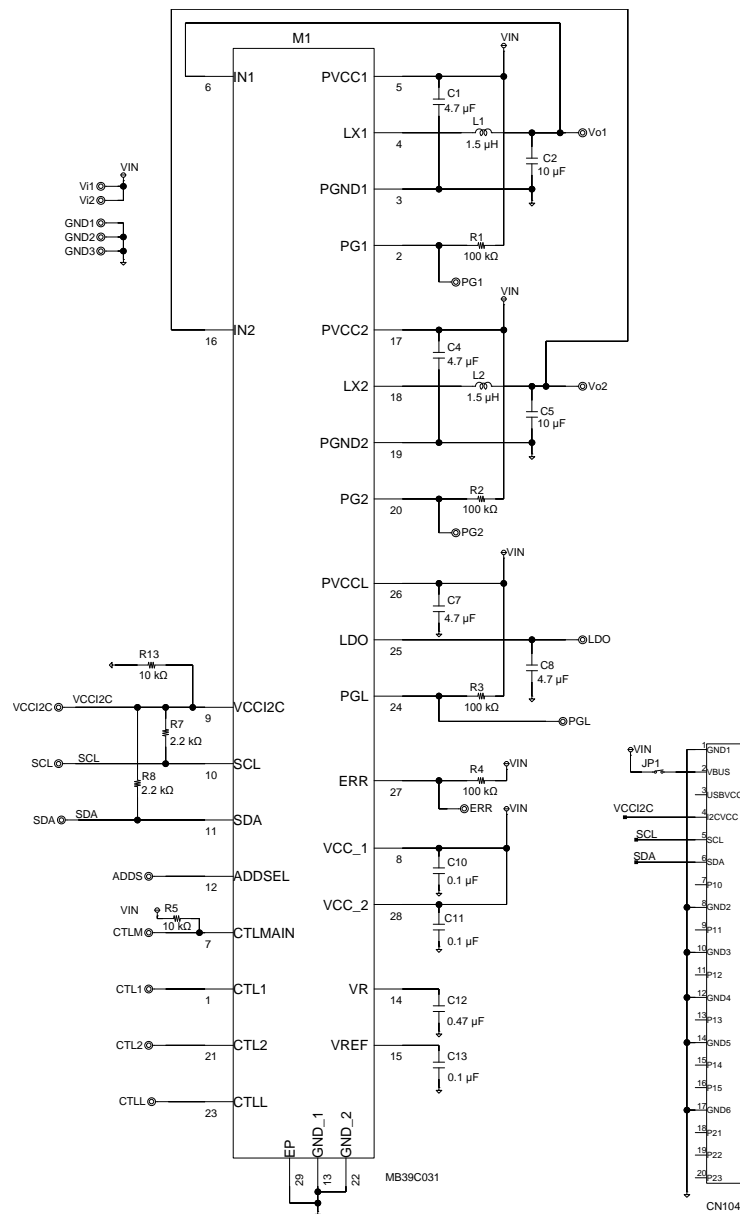 M1
VIN
IN1
6
PVCC1
5
C1
4.7 µF
L1
LX1
4
1.5 µH
Vo1
C2
10 µF
VIN
Vi1
Vi2
PGND1
3
GND1
GND2
GND3
PG1
2
R1
100 kΩ
PG1
VIN
IN2
16
PVCC2
17
C4
4.7 µF
L2
LX2
18
1.5 µH
Vo2
C5
10 µF
PGND2
19
PG2
20
R2
100 kΩ
PG2
VIN
PVCCL
26
C7
4.7 µF
LDO
25
LDO
C8
4.7 µF
R13
10 kΩ
PGL
24
R3
100 kΩ
PGL
VCCI2C
VCCI2C
9
VCCI2C
R7
2.2 kΩ
SCL
SCL
10
SCL
R8
2.2 kΩ
SDA
SDA
11
SDA
ERR
27
R4
100 kΩ
VIN
ERR
VIN
VCC_1
8
C10
0.1 µF
ADDS
12
ADDSEL
VCC_2
28
C11
0.1 µF
VIN
R5
10 kΩ
CTLM
7
CTLMAIN
CTL1
1
CTL1
VR
14
C12
0.47 µF
CTL2
21
CTL2
VREF
15
C13
0.1 µF
CTLL
23
CTLL
EP
GND_1
GND_2
29
13
22
MB39C031
VIN
JP1
VCCI2C
SCL
SDA
1
GND1
2
VBUS
3
USBVCC
4
I2CVCC
5
SCL
6
SDA
7
P10
8
GND2
9
P11
10
GND3
11
P12
12
GND4
13
P13
14
GND5
15
P14
16
P15
17
GND6
18
P21
19
P22
20
P23
CN104